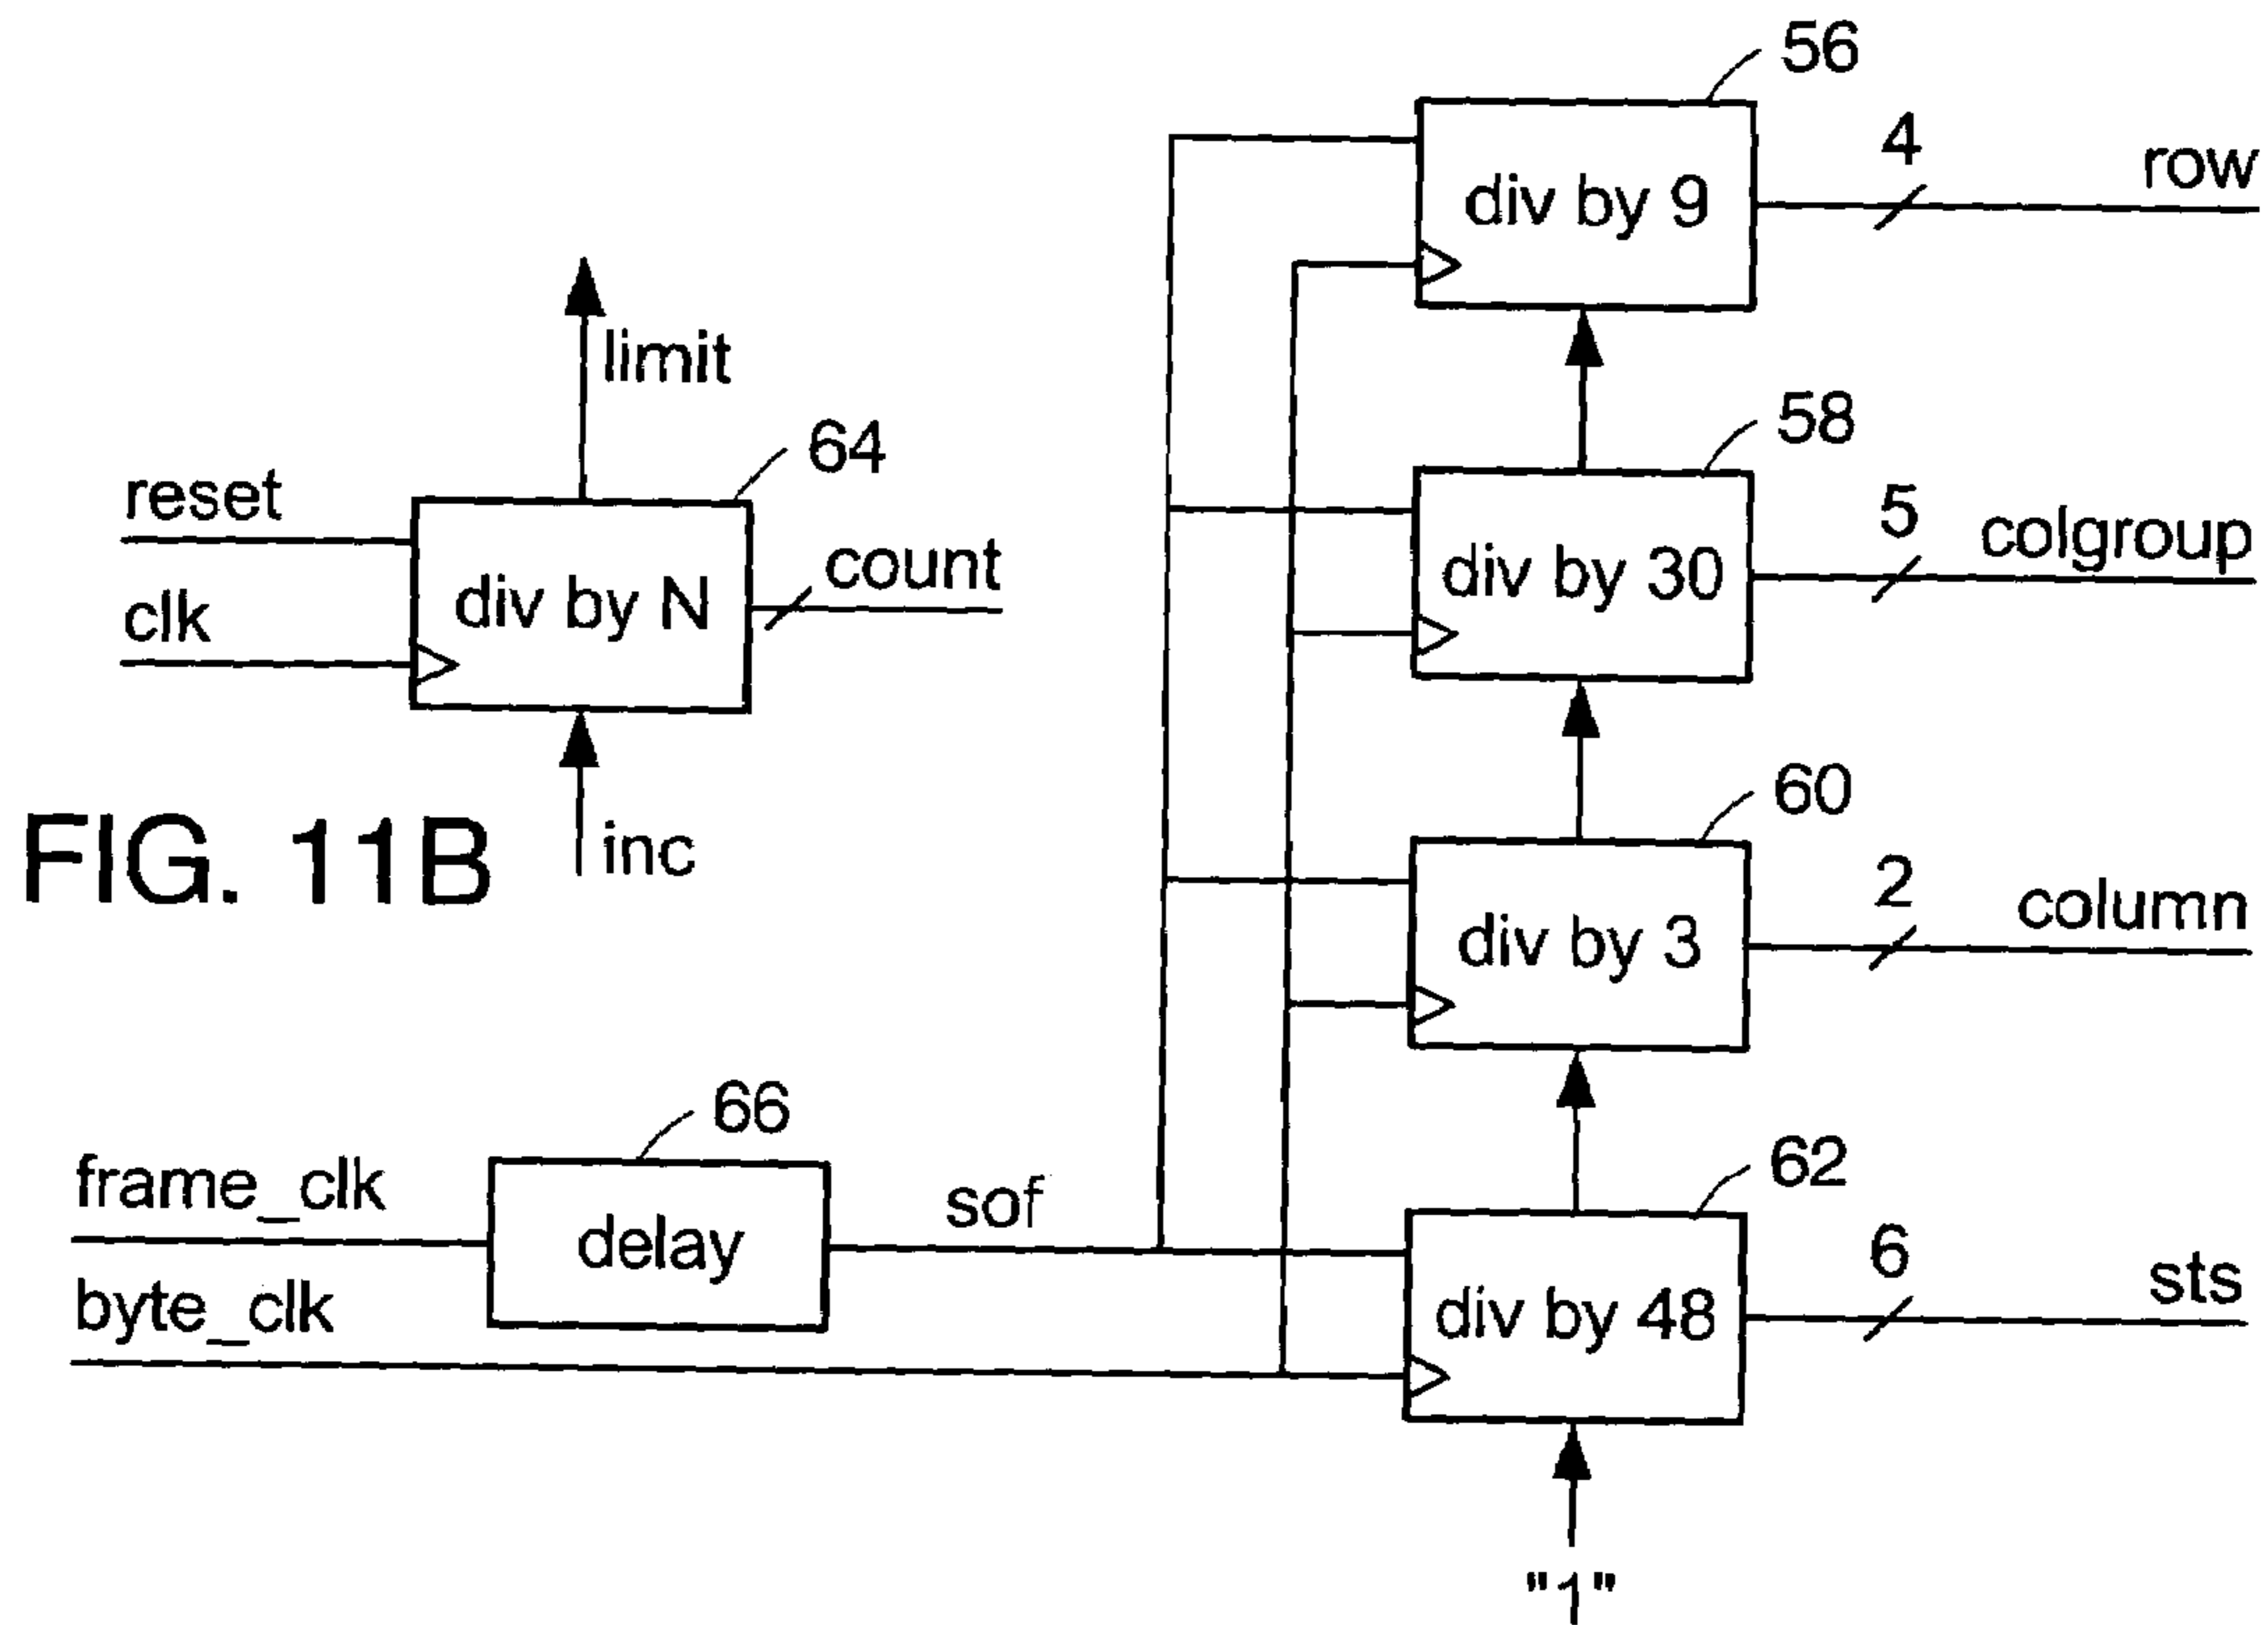 56
4
row
div by 9
limit
58
64
5
colgroup
reset
count
div by 30
clk
div by N
60
inc
FIG. 11B
2
column
div by 3
66
62
frame_clk
sof
delay
6
sts
byte_clk
div by 48
"1"